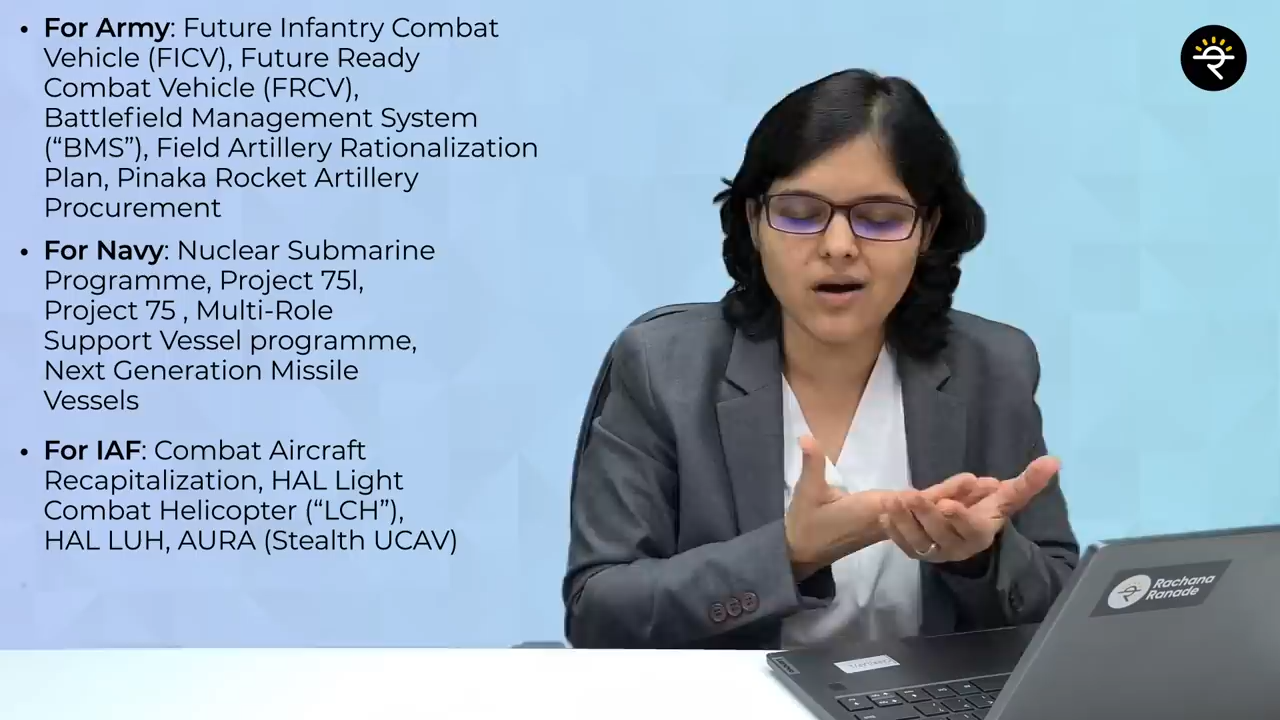 • For Army: Future Infantry Combat
Vehicle (FICV), Future Ready
Combat Vehicle (FRCV),
Battlefield Management System
(“BMS”), Field Artillery Rationalization
Plan, Pinaka Rocket Artillery
Procurement
• For Navy: Nuclear Submarine
Programme, Project 75l,
Project 75 , Multi-Role
Support Vessel programme,
Next Generation Missile
Vessels
• For IAF: Combat Aircraft
Recapitalization, HAL Light
Combat Helicopter (“LCH”),
HAL LUH, AURA (Stealth UCAV)
Rachana
Ranade
Lenovo